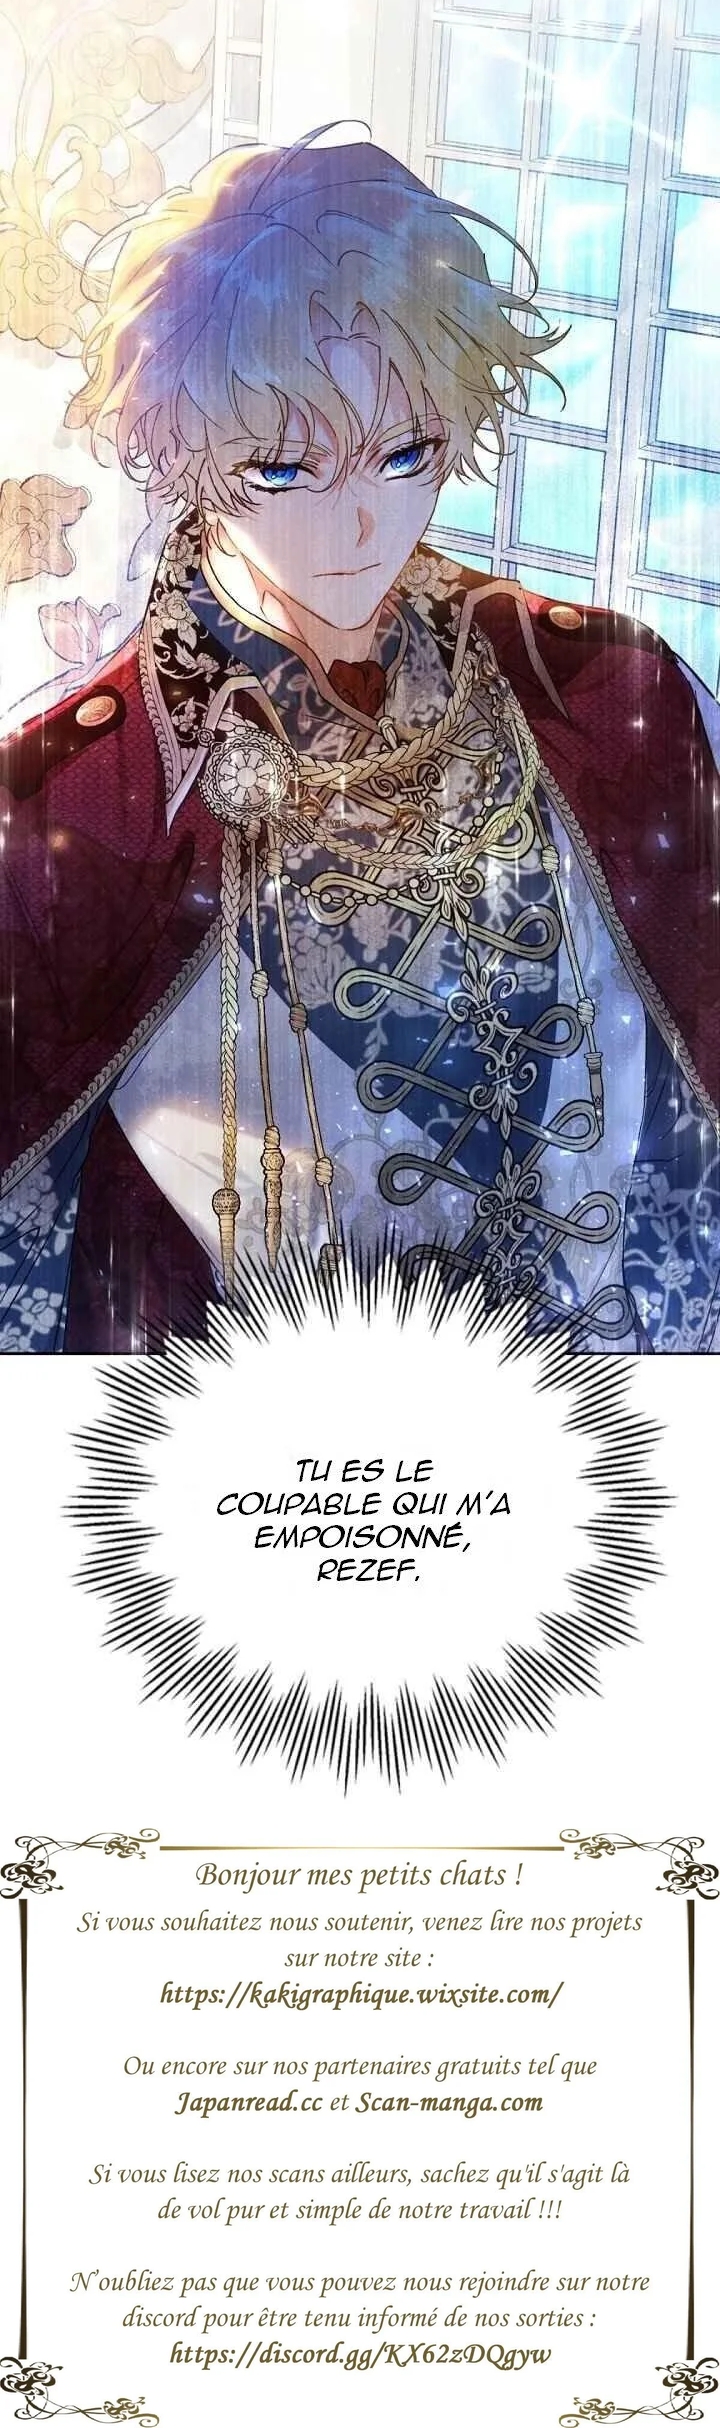 TU ES LE
COUPABLE QUI M'A
EMPOISONNÉ,
REZEF.
Bonjour mes petits chats !
Si vous souhaitez nous soutenir, venez lire nos projets
sur notre site :
https://kakigraphique.wixsite.com/
Ou encore sur nos partenaires gratuits tel que
Japanread.cc et Scan-manga.com
Si vous lisez nos scans ailleurs, sachez qu'il s'agit là
de vol pur et simple de notre travail !!!
N'oubliez pas que vous pouvez nous rejoindre sur notre
discord pour être tenu informé de nos sorties :
https://discord.gg/KX62zDQgyw